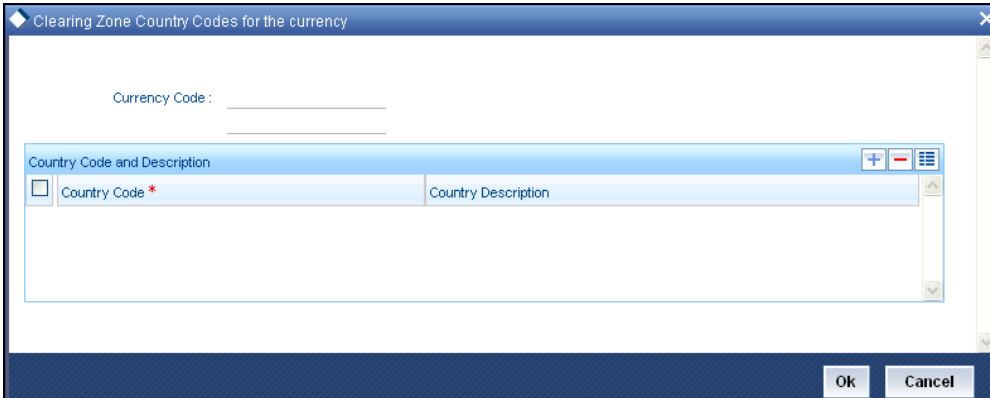 Clearing Zone Country Codes for the currency
Currency Code :
Country Code and Description
Country Code * Country Description
Ok Cancel